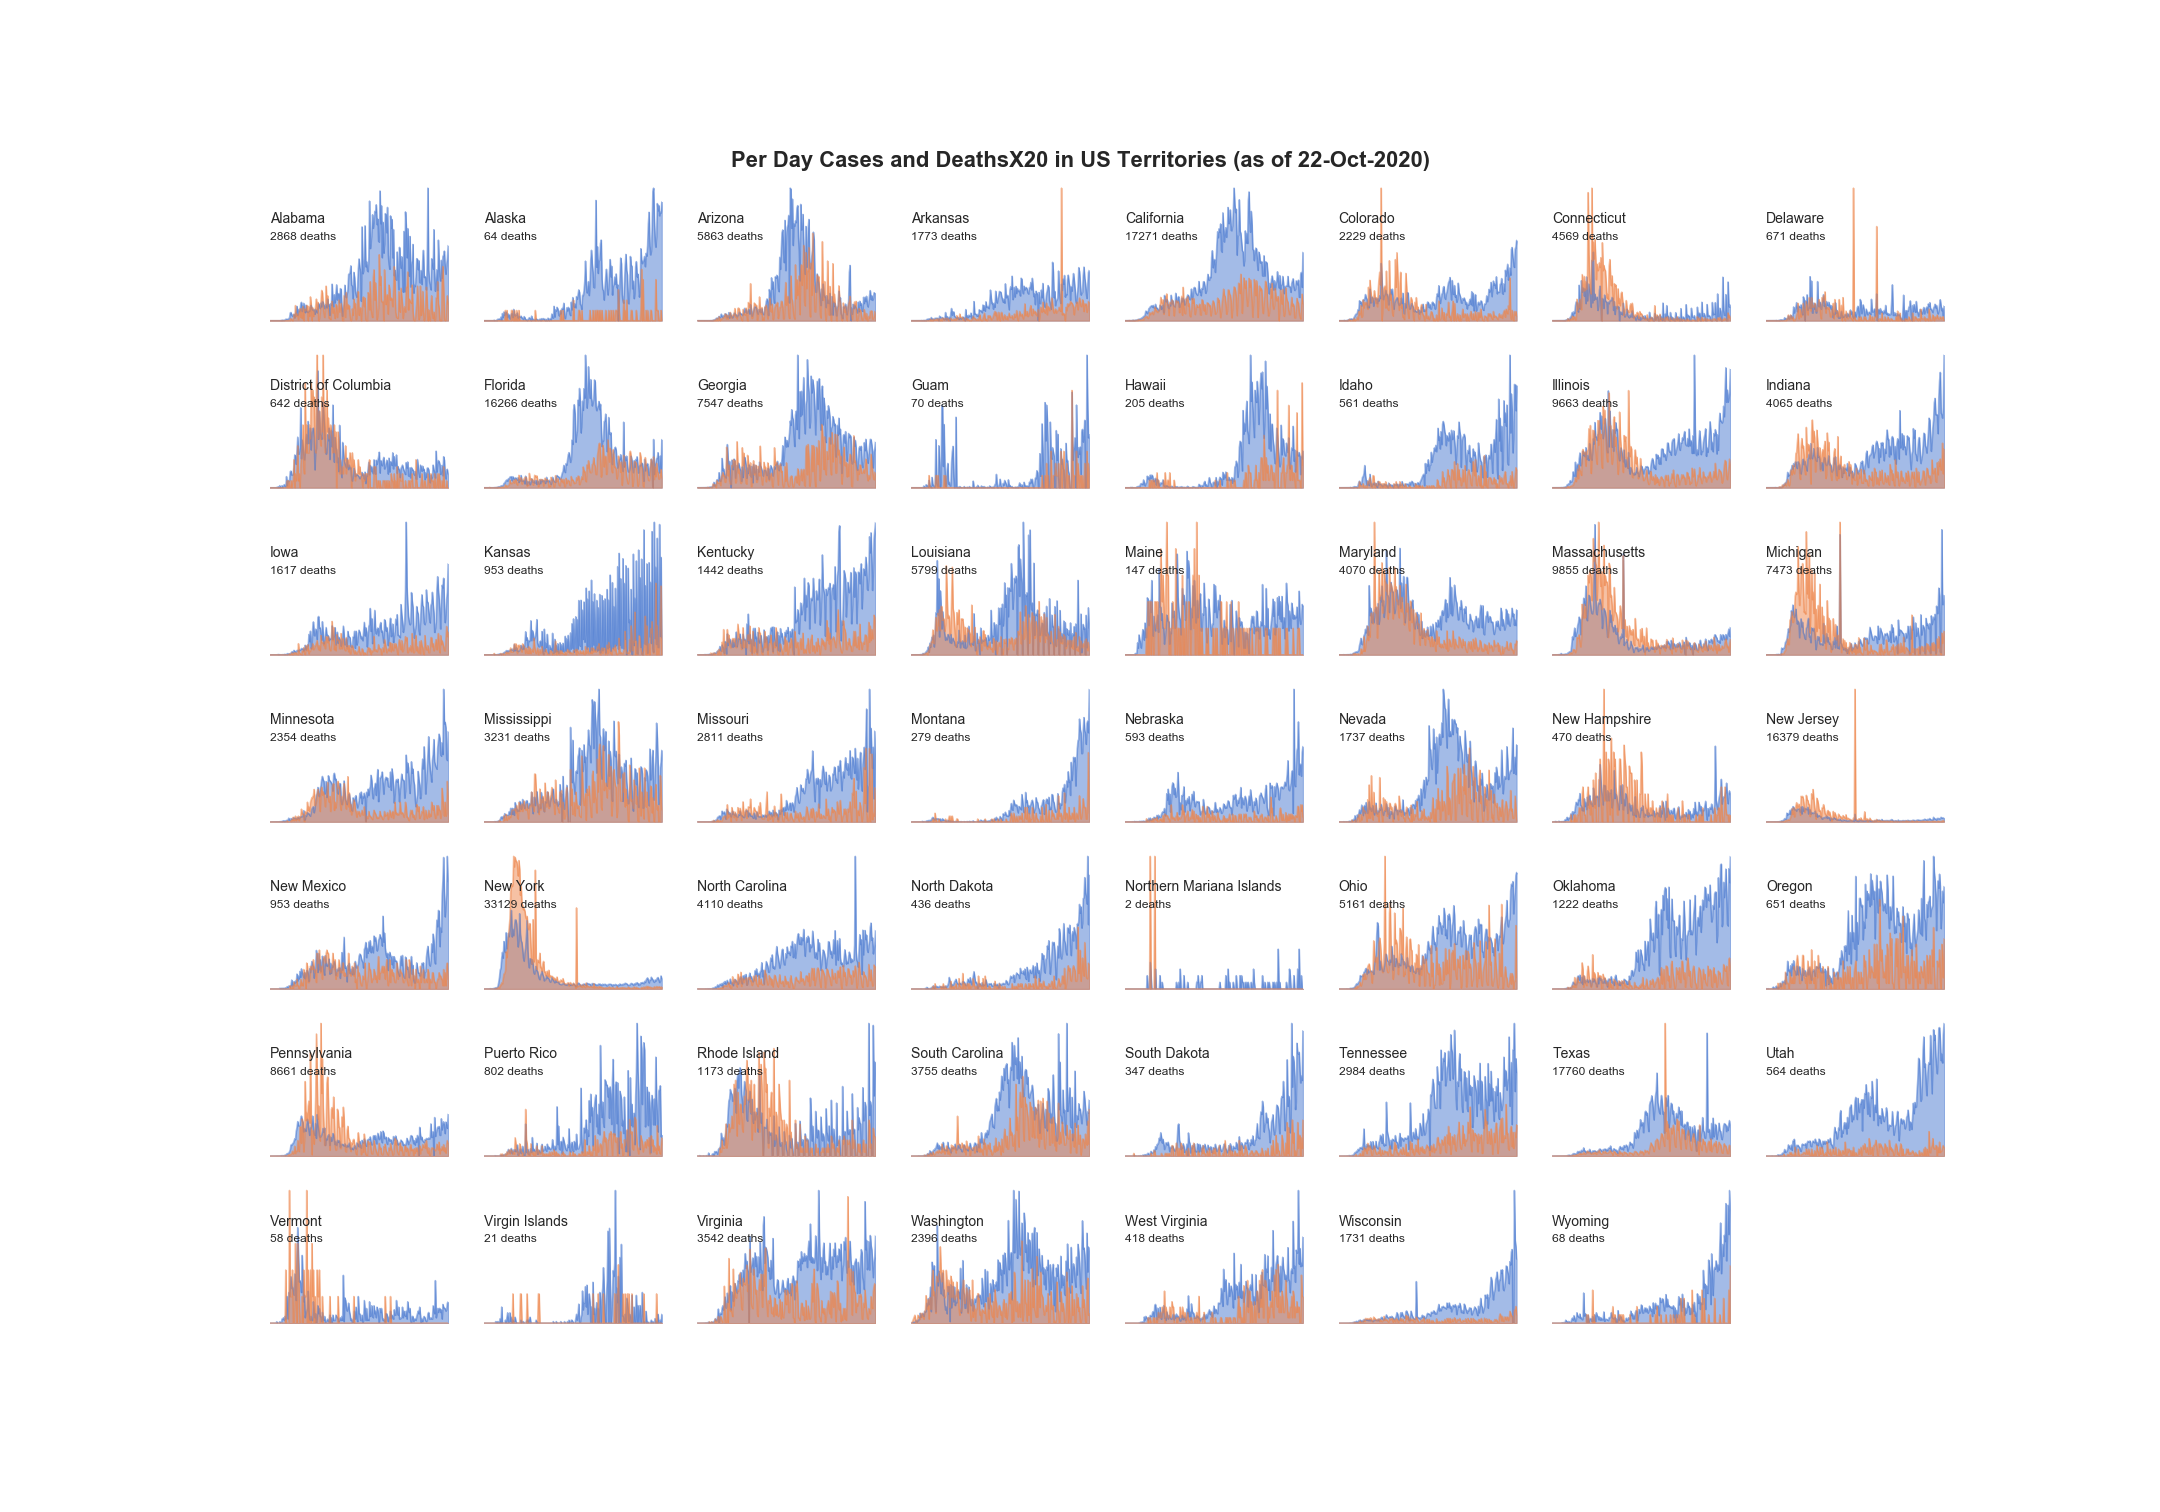 Per Day Cases and DeathsX20 in US Territories (as of 22-Oct-2020)
Alabama
2868 deaths
Alaska
64 deaths
Arizona
5863 deaths
Arkansas
1773 deaths
California
17271 deaths
Colorado
2229 deaths
Connecticut
4569 deaths
Delaware
671 deaths
District of Columbia
642 deaths
Florida
16266 deaths
Georgia
7547 deaths
Guam
70 deaths
Hawaii
205 deaths
Idaho
561 deaths
Illinois
9663 deaths
Indiana
4065 deaths
Iowa
1617 deaths
Kansas
953 deaths
Kentucky
1442 deaths
Louisiana
5799 deaths
Maine
147 deaths
Maryland
4070 deaths
Massachusetts
9855 deaths
Michigan
7473 deaths
Minnesota
2354 deaths
Mississippi
3231 deaths
Missouri
2811 deaths
Montana
279 deaths
Nebraska
593 deaths
Nevada
1737 deaths
New Hampshire
470 deaths
New Jersey
16379 deaths
New Mexico
953 deaths
New York
33129 deaths
North Carolina
4110 deaths
North Dakota
436 deaths
Northern Mariana Islands
2 deaths
Ohio
5161 deaths
Oklahoma
1222 deaths
Oregon
651 deaths
Pennsylvania
8661 deaths
Puerto Rico
802 deaths
Rhode Island
1173 deaths
South Carolina
3755 deaths
South Dakota
347 deaths
Tennessee
2984 deaths
Texas
17760 deaths
Utah
564 deaths
Vermont
58 deaths
Virgin Islands
21 deaths
Virginia
3542 deaths
Washington
2396 deaths
West Virginia
418 deaths
Wisconsin
1731 deaths
Wyoming
68 deaths